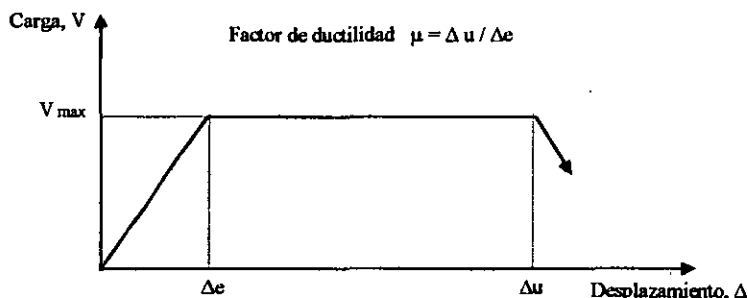 Carga, V
Factor de ductilidad μ = Δ u / Δe
V max
Δe
Δu
Desplazamiento, Δ